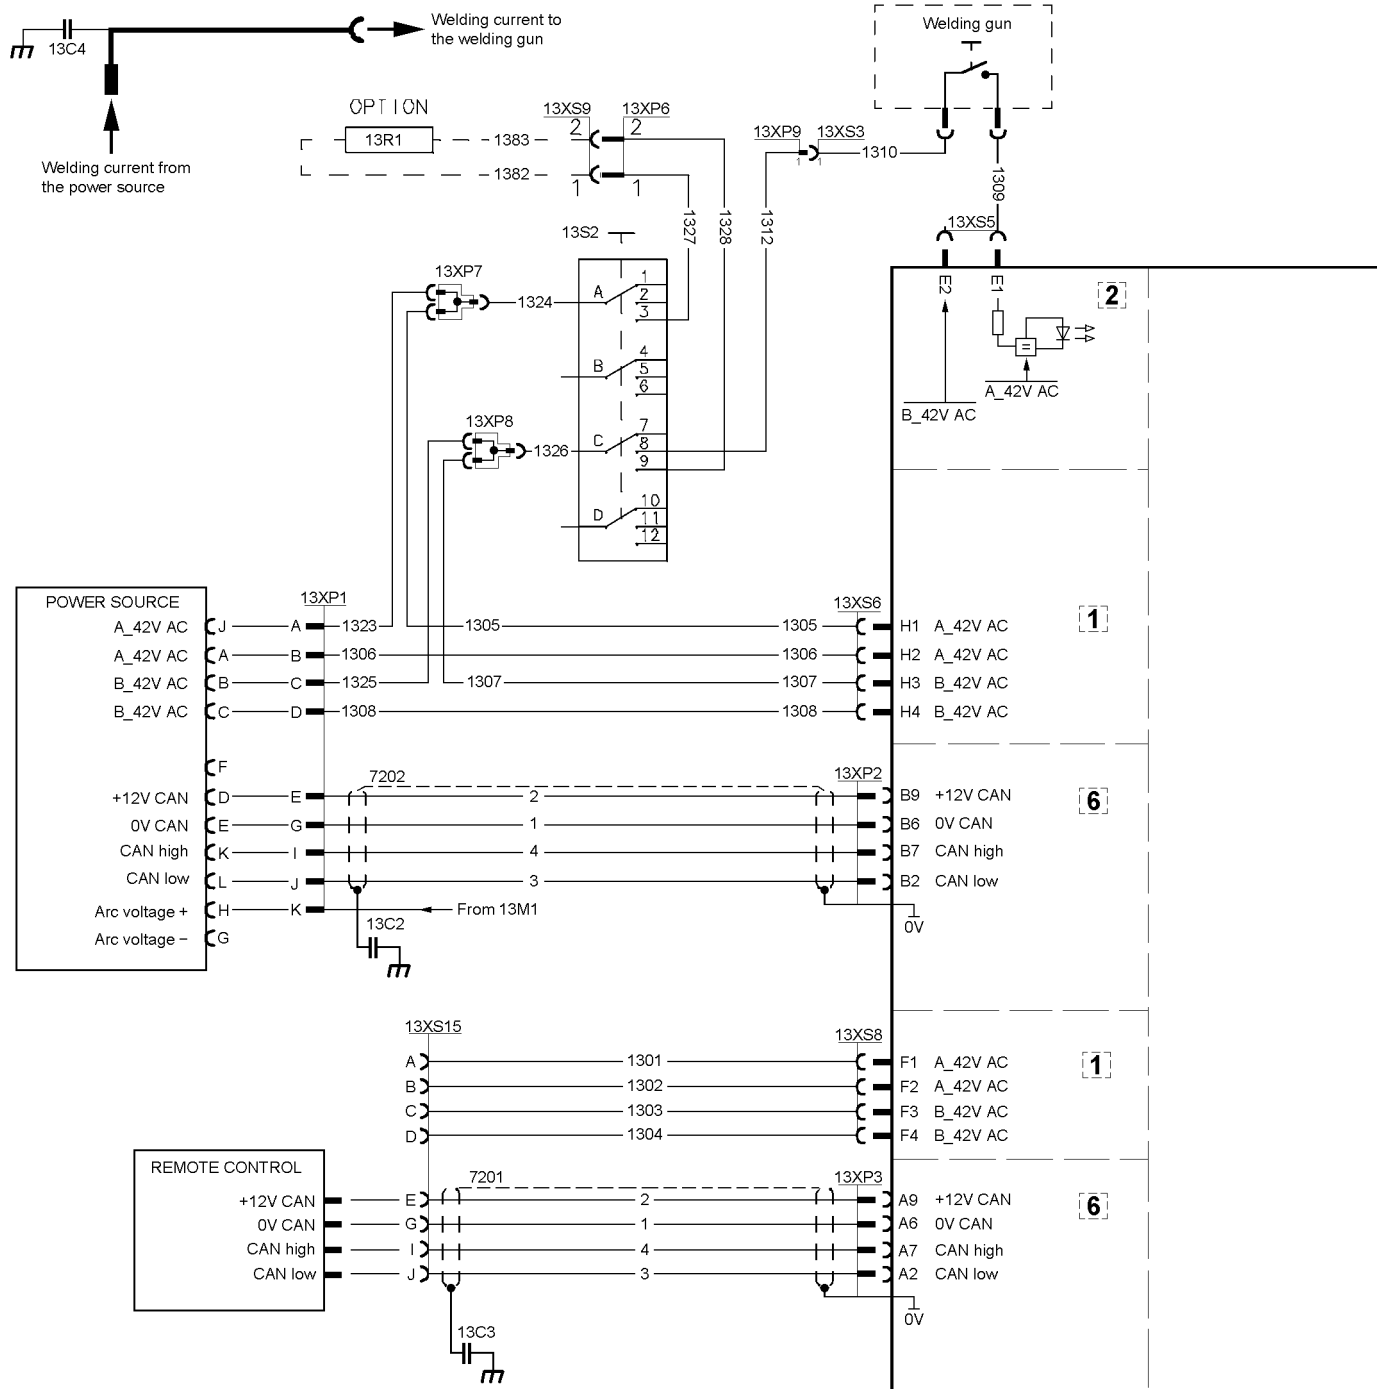 Welding current to
the welding gun
13C4
Welding current from
the power source
OPTION
13R1
1383
1382
13XS9
13XP6
2
2
1
1
Welding gun
13XP9
13XS3
1
1
1310
1309
13XS5
1327
1328
1312
13S2
13XP7
1324
A
1
2
3
B
4
5
6
13XP8
1326
C
7
8
9
D
10
11
12
E2
E1
2
=
A_42V AC
B_42V AC
POWER SOURCE
13XP1
13XS6
A_42V AC
J
A
1323
1305
1305
H1
A_42V AC
1
A_42V AC
A
B
1306
1306
H2
A_42V AC
B_42V AC
B
C
1325
1307
1307
H3
B_42V AC
B_42V AC
C
D
1308
1308
H4
B_42V AC
F
7202
13XP2
+12V CAN
D
E
2
B9
+12V CAN
6
0V CAN
E
G
1
B6
0V CAN
CAN high
K
I
4
B7
CAN high
CAN low
L
J
3
B2
CAN low
Arc voltage +
H
K
From 13M1
Arc voltage –
G
13C2
0V
13XS15
13XS8
A
1301
F1
A_42V AC
1
B
1302
F2
A_42V AC
C
1303
F3
B_42V AC
D
1304
F4
B_42V AC
REMOTE CONTROL
7201
13XP3
+12V CAN
E
2
A9
+12V CAN
6
0V CAN
G
1
A6
0V CAN
CAN high
I
4
A7
CAN high
CAN low
J
3
A2
CAN low
13C3
0V